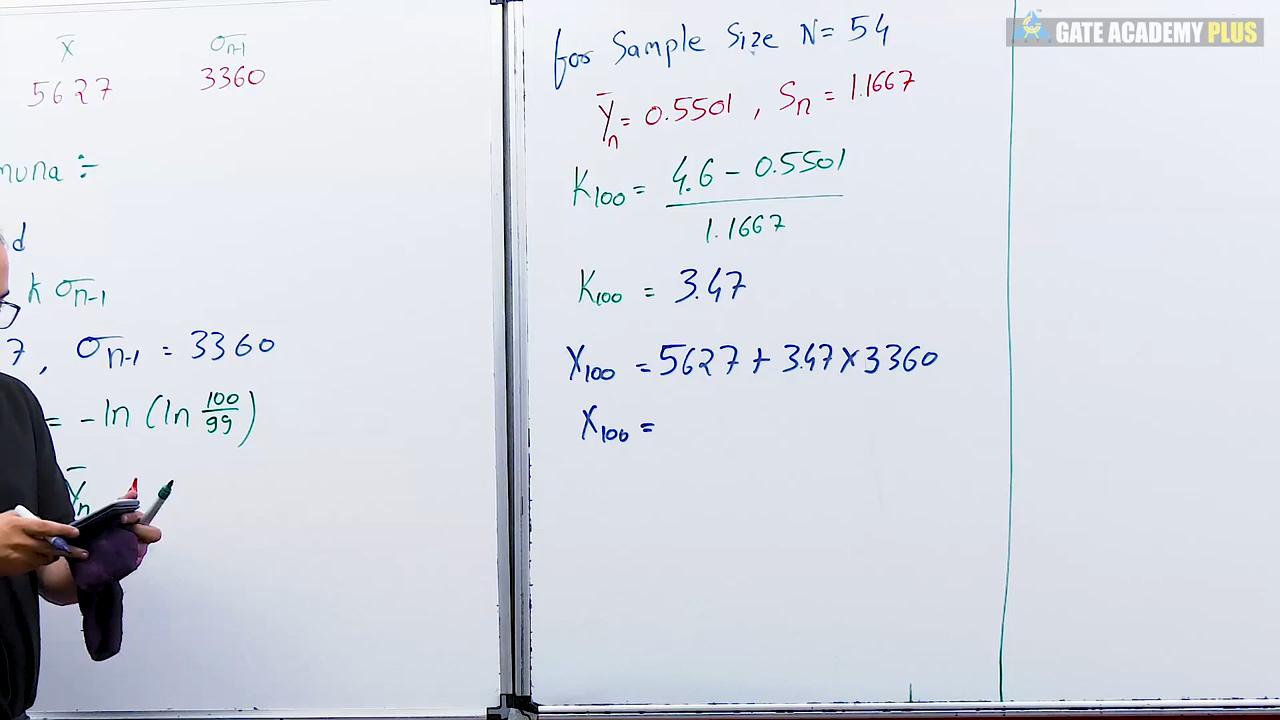 x̄ σn-1
5627 3360
muna :-
d
k σn-1
7, σn-1 = 3360
= -ln (ln 100/99)
ȳn
for Sample Size N = 54
ȳn = 0.5501, Sn = 1.1667
K100 = 4.6 - 0.5501 / 1.1667
K100 = 3.47
X100 = 5627 + 3.47 × 3360
X100 =
GATE ACADEMY PLUS